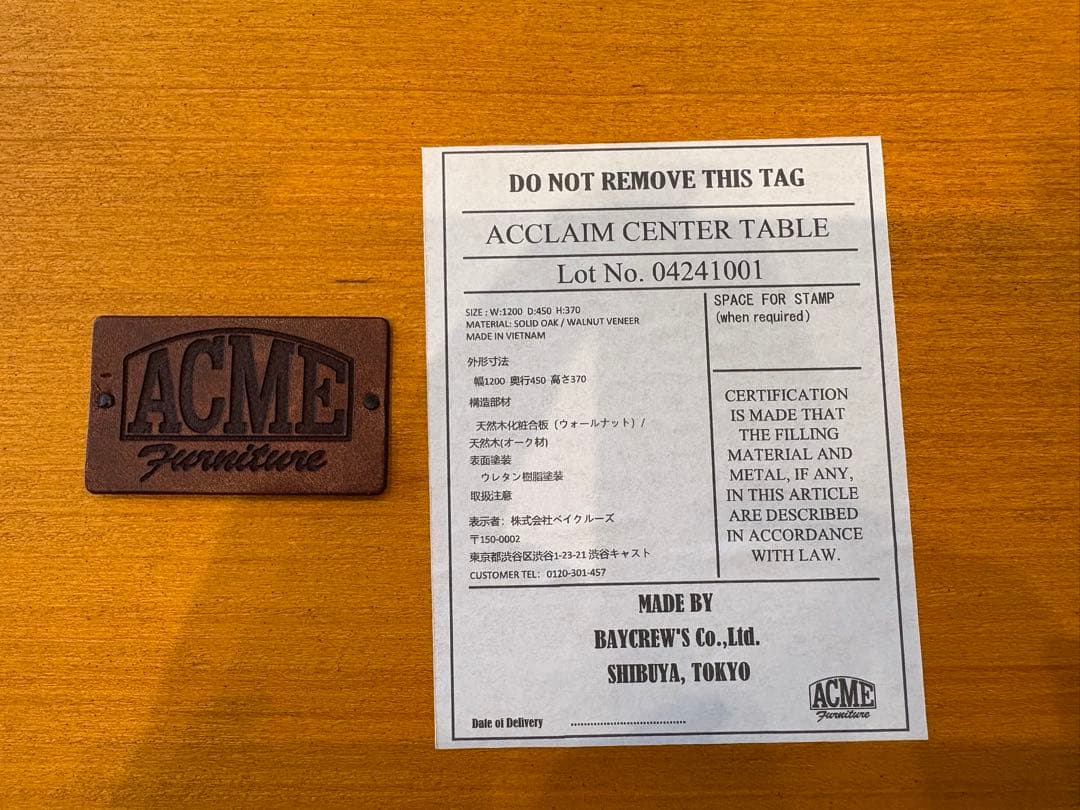 ACME
Furniture
DO NOT REMOVE THIS TAG
ACCLAIM CENTER TABLE
Lot No. 04241001
SIZE ; W:1200 D:450 H:370
MATERIAL: SOLID OAK / WALNUT VENEER
MADE IN VIETNAM
外形寸法
幅1200 奥行450 高さ370
構造部材
天然木化粧合板（ウォールナット）/
天然木(オーク材)
表面塗装
ウレタン樹脂塗装
取扱注意
表示者：株式会社ベイクルーズ
〒150-0002
東京都渋谷区渋谷1-23-21 渋谷キャスト
CUSTOMER TEL： 0120-301-457
SPACE FOR STAMP
(when required)
CERTIFICATION
IS MADE THAT
THE FILLING
MATERIAL AND
METAL, IF ANY,
IN THIS ARTICLE
ARE DESCRIBED
IN ACCORDANCE
WITH LAW.
MADE BY
BAYCREW'S Co.,Ltd.
SHIBUYA, TOKYO
Date of Delivery ................................
ACME
Furniture